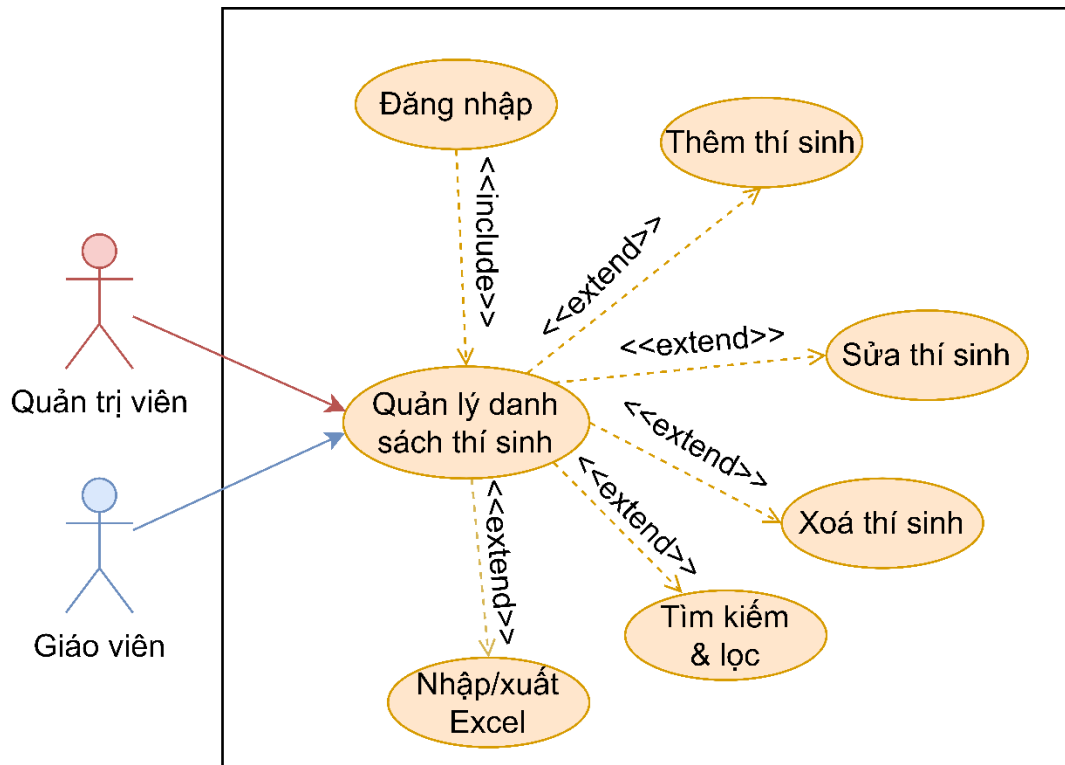 Đăng nhập
Thêm thí sinh
<<include>>
<<extend>>
<<extend>>
Sửa thí sinh
Quản trị viên
Quản lý danh
sách thí sinh
<<extend>>
<<extend>>
<<extend>>
Xoá thí sinh
Tìm kiếm
& lọc
Giáo viên
Nhập/xuất
Excel